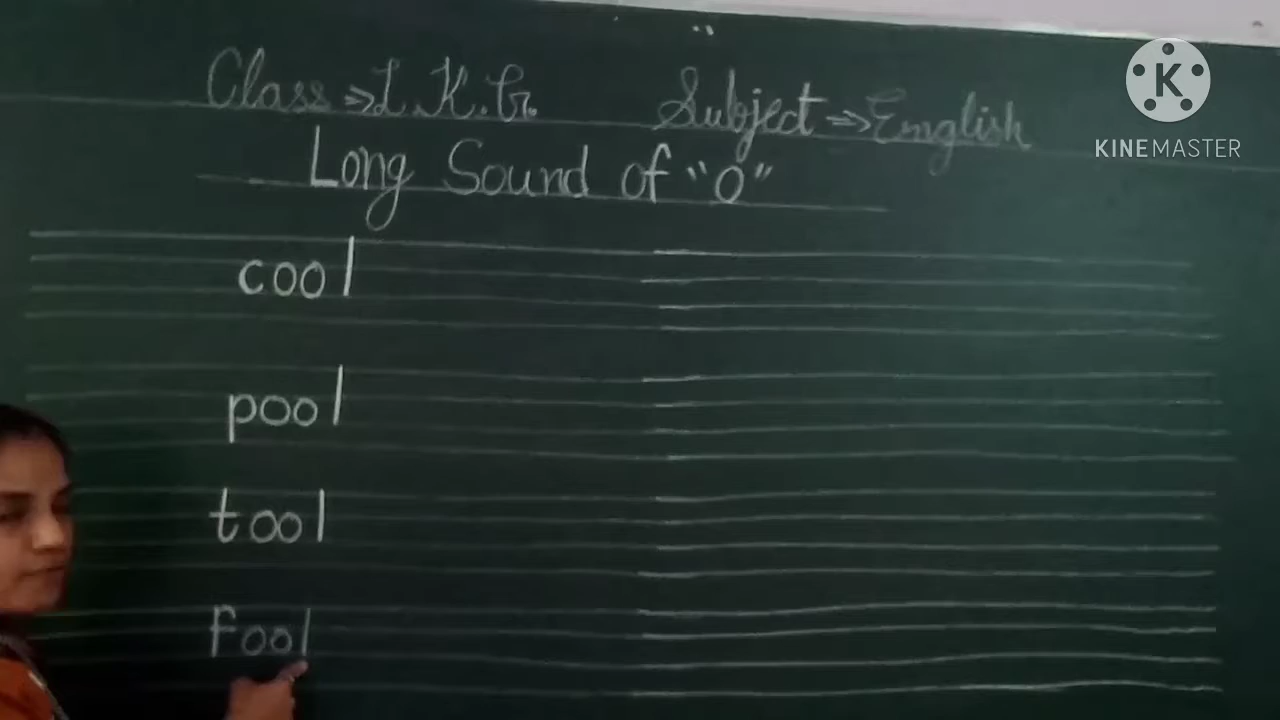 Class ⇒ L.K.G. Subject ⇒ English
Long Sound of "O"
cool
pool
tool
fool
K
KINEMASTER